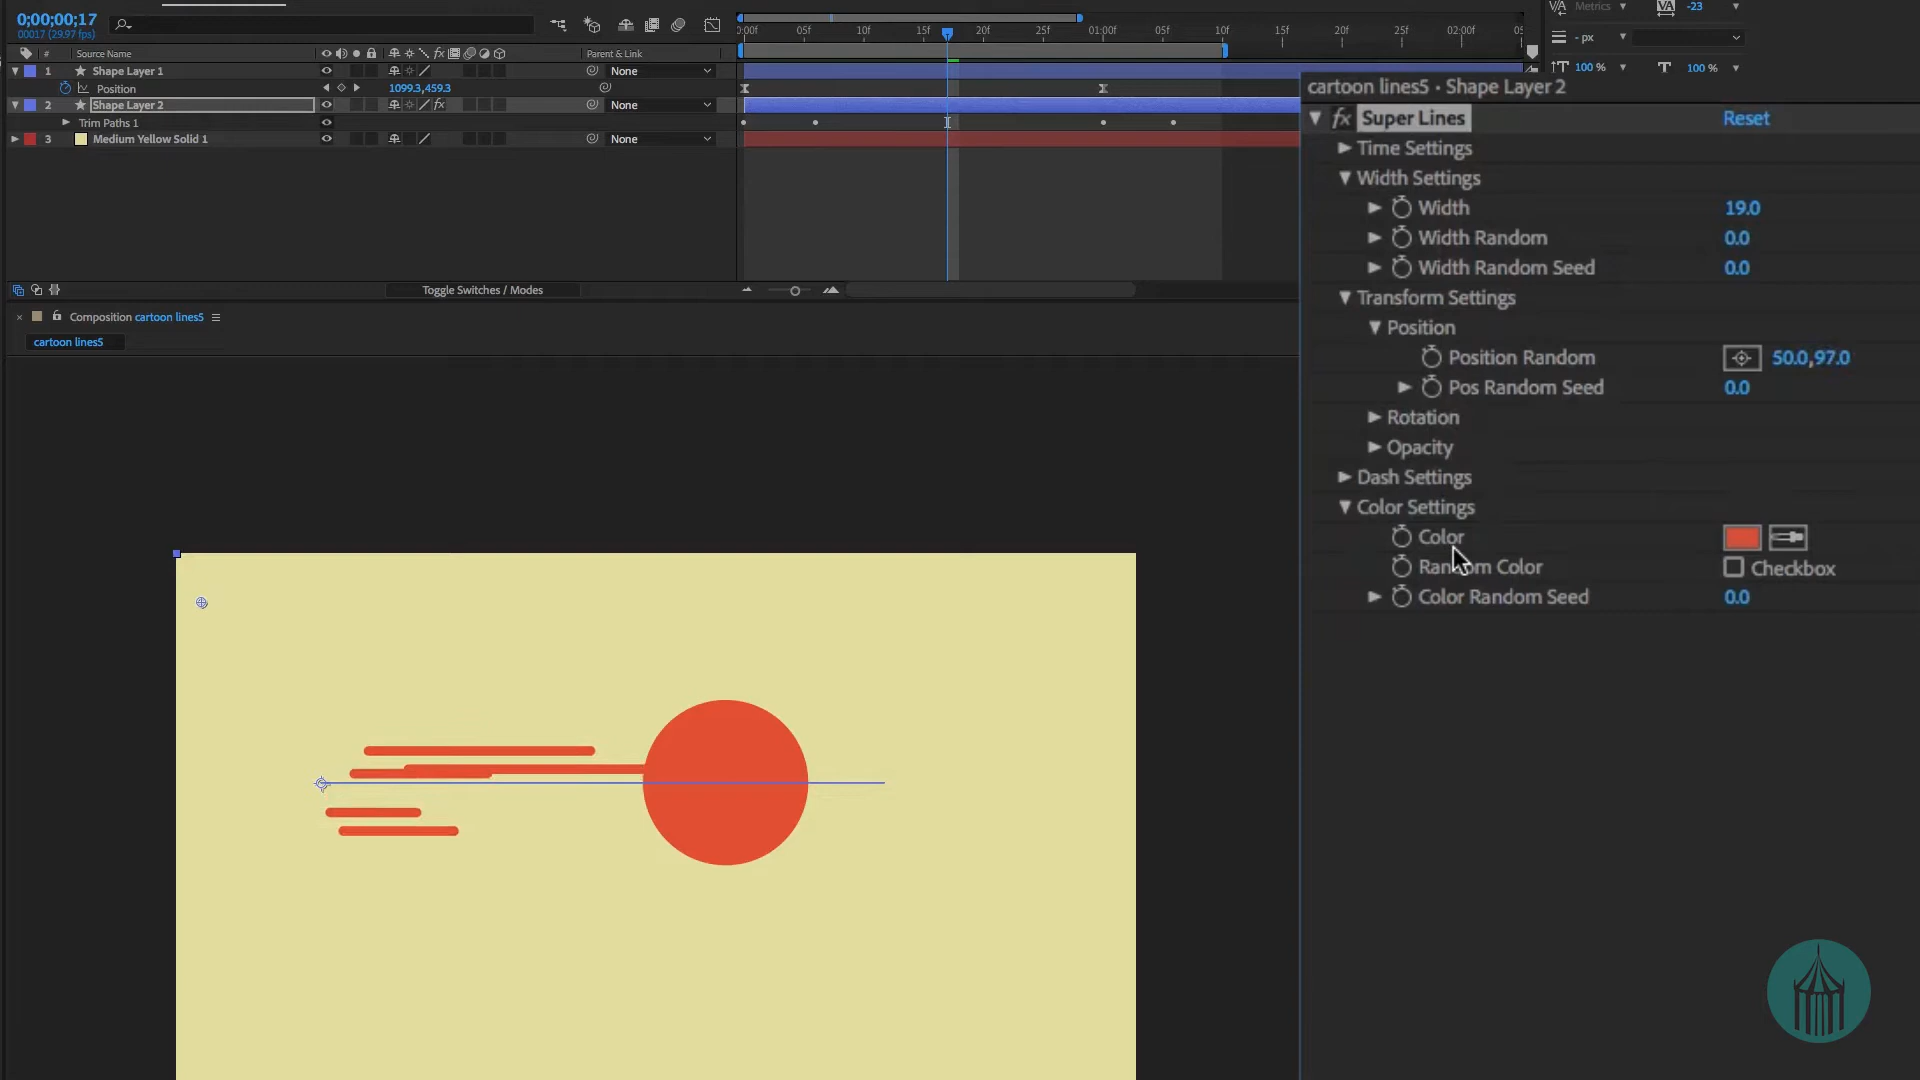 0;00;00;17
00017 (29.97 fps)
# Source Name
Parent & Link
1 Shape Layer 1 None
Position 1099.3,459.3
2 Shape Layer 2 fx None
Trim Paths 1
3 Medium Yellow Solid 1 None
0:00f 05f 10f 15f 20f 25f 01:00f 05f 10f 15f 20f 25f 02:00f
Toggle Switches / Modes
Metrics -23
- px
100 % 100 %
× Composition cartoon lines5
cartoon lines5
cartoon lines5 • Shape Layer 2
fx Super Lines Reset
Time Settings
Width Settings
Width 19.0
Width Random 0.0
Width Random Seed 0.0
Transform Settings
Position
Position Random 50.0,97.0
Pos Random Seed 0.0
Rotation
Opacity
Dash Settings
Color Settings
Color
Random Color Checkbox
Color Random Seed 0.0